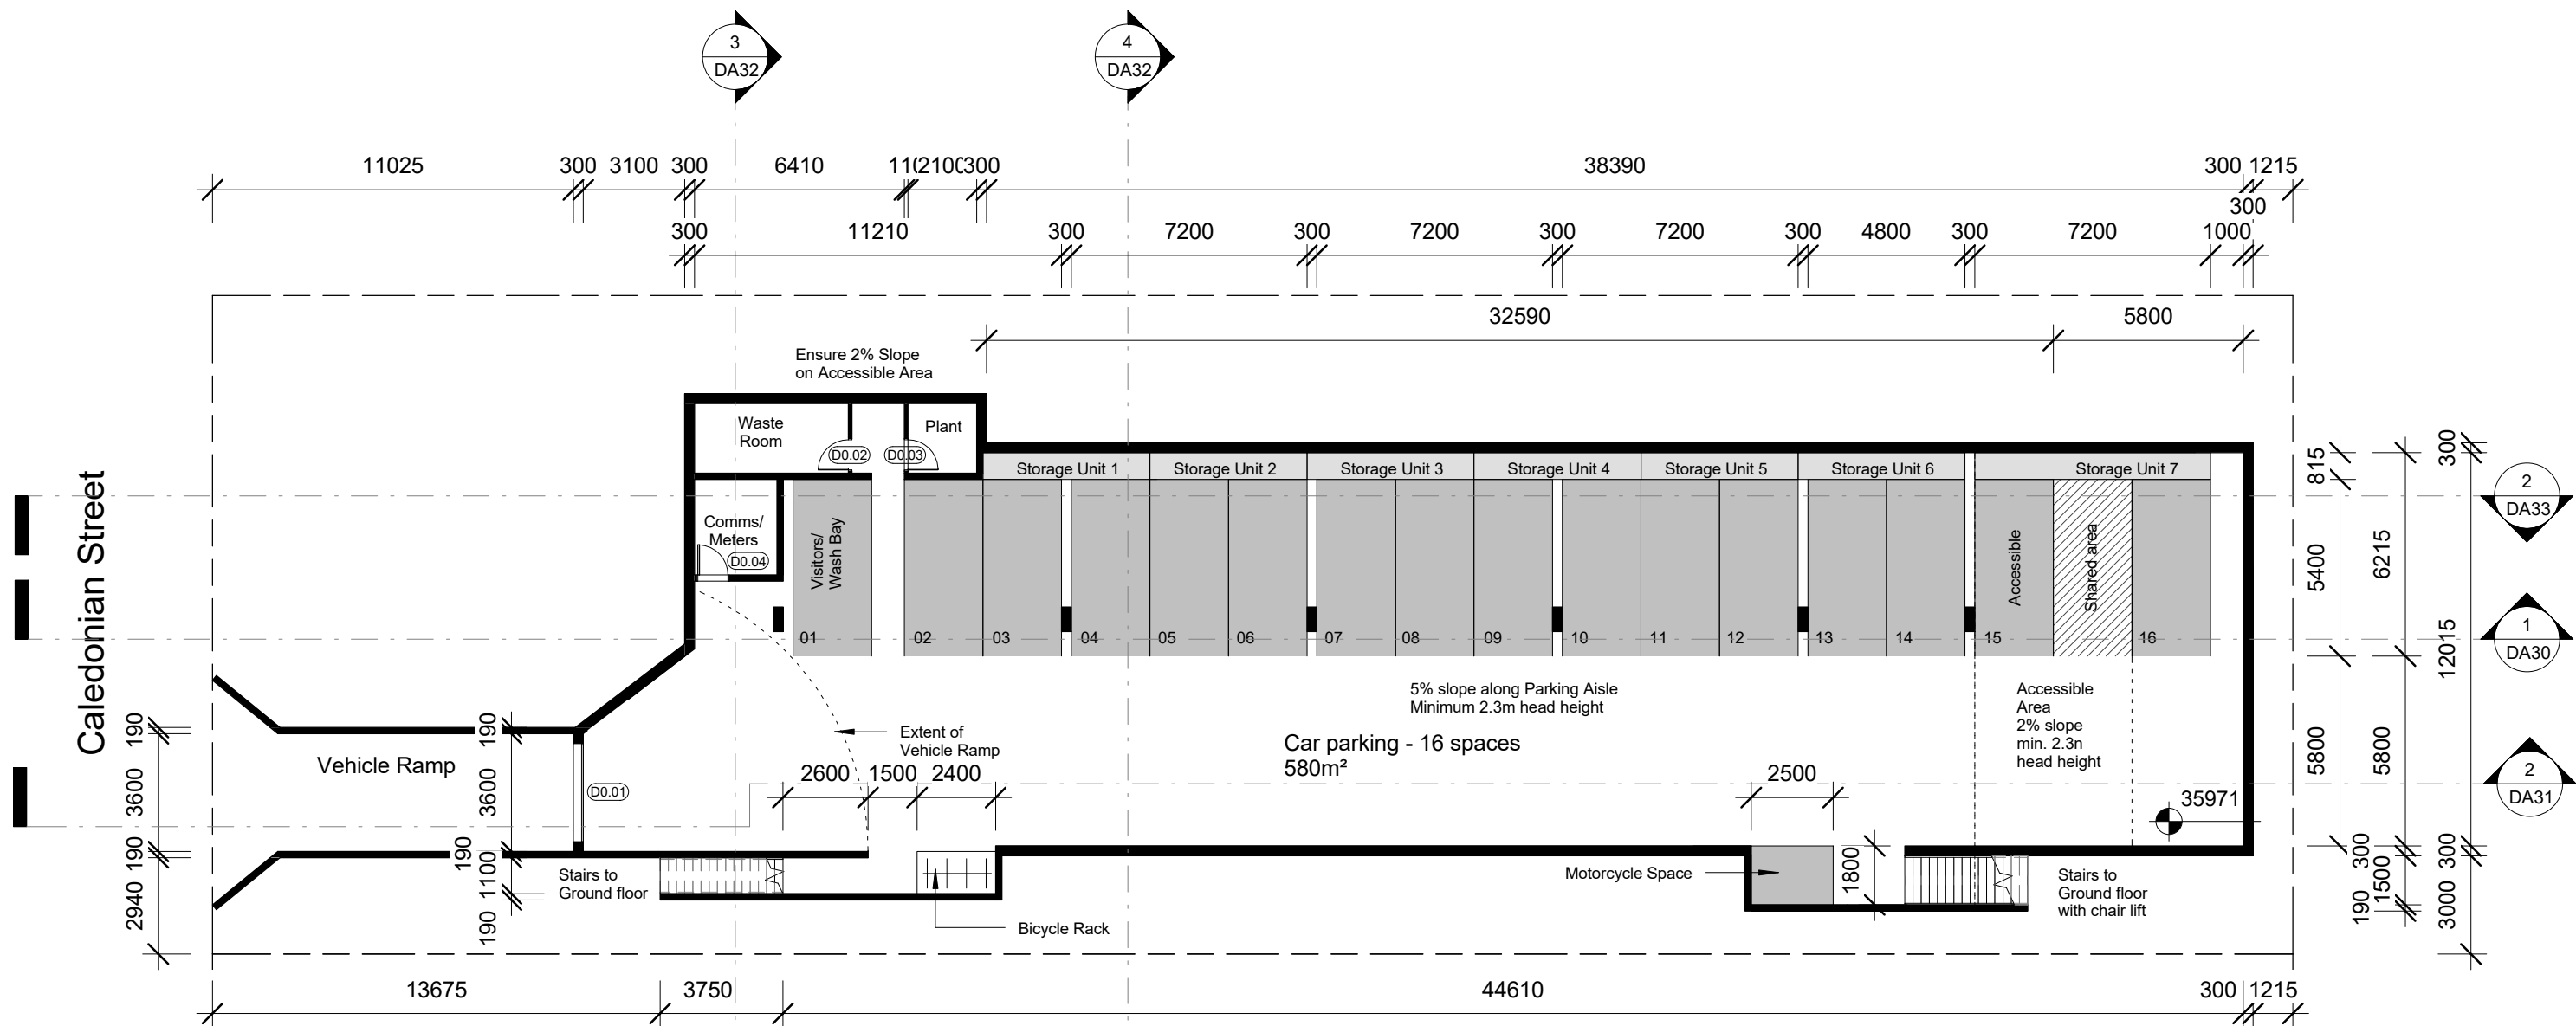 3
DA32
4
DA32
11025
300
3100
300
6410
110
2100
300
38390
300
1215
300
300
11210
300
7200
300
7200
300
7200
300
4800
300
7200
1000
32590
5800
Ensure 2% Slope
on Accessible Area
Waste
Room
Plant
D0.02
D0.03
Storage Unit 1
Storage Unit 2
Storage Unit 3
Storage Unit 4
Storage Unit 5
Storage Unit 6
Storage Unit 7
Comms/
Meters
D0.04
Visitors/
Wash Bay
Accessible
Shared area
01
02
03
04
05
06
07
08
09
10
11
12
13
14
15
16
815
5400
5800
6215
5800
300
12015
2
DA33
1
DA30
2
DA31
Caledonian Street
5% slope along Parking Aisle
Minimum 2.3m head height
Accessible
Area
2% slope
min. 2.3n
head height
Extent of
Vehicle Ramp
Car parking - 16 spaces
580m²
Vehicle Ramp
D0.01
190
3600
190
2940
190
3600
190
1100
190
2600
1500
2400
2500
1800
35971
Stairs to
Ground floor
Bicycle Rack
Motorcycle Space
Stairs to
Ground floor
with chair lift
300
1500
190
300
3000
13675
3750
44610
300
1215